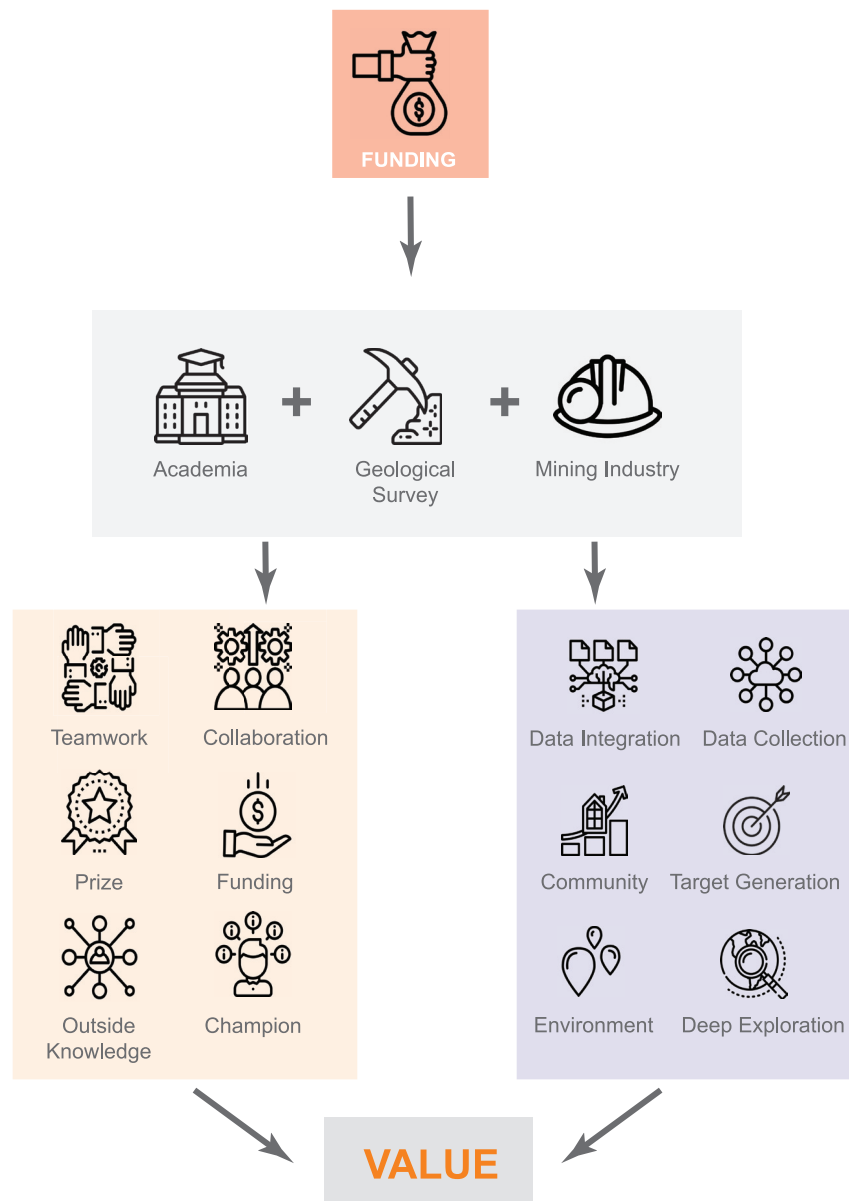 FUNDING
Academia
Geological
Survey
Mining Industry
Teamwork
Collaboration
Prize
Funding
Outside
Knowledge
Champion
Data Integration
Data Collection
Community
Target Generation
Environment
Deep Exploration
VALUE